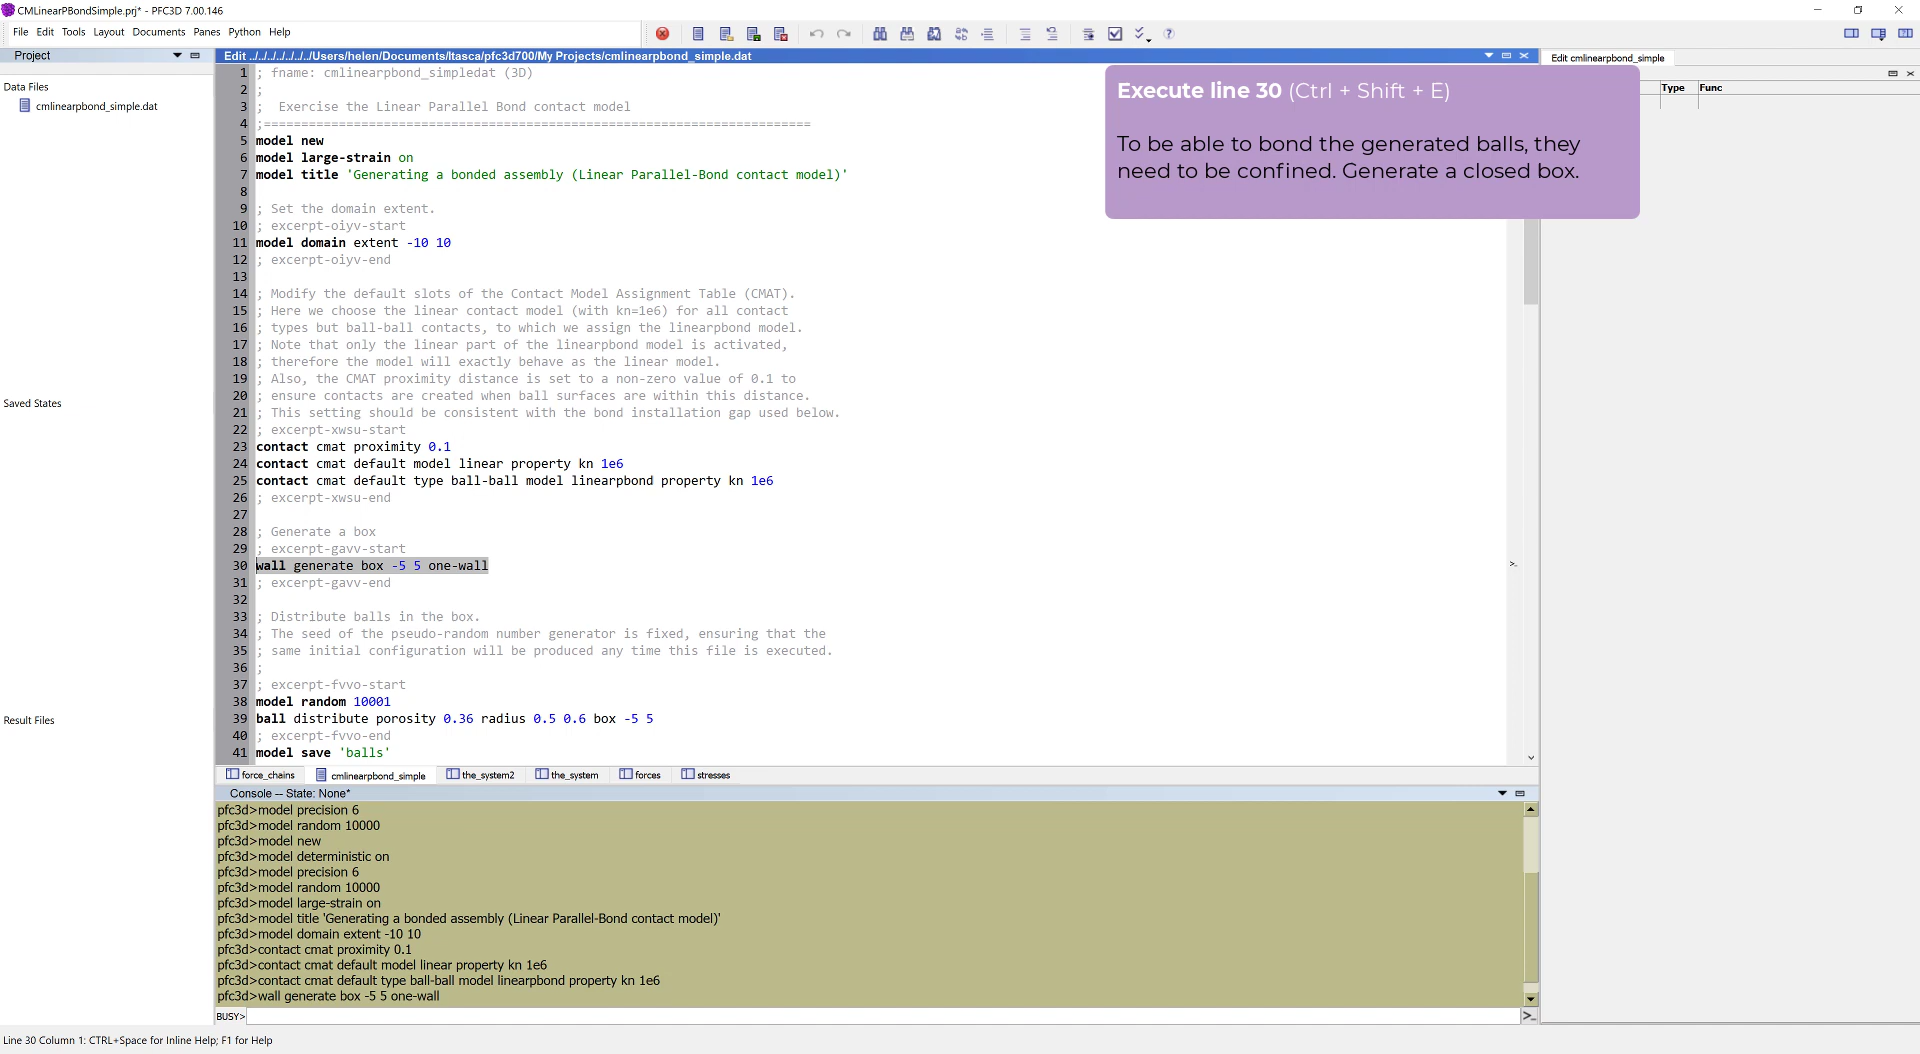 CMLinearPBondSimple.prj* - PFC3D 7.00.146
File Edit Tools Layout Documents Panes Python Help
Project
Data Files
cmlinearpbond_simple.dat
Saved States
Result Files
Edit ../../../../../../Users/helen/Documents/Itasca/pfc3d700/My Projects/cmlinearpbond_simple.dat
1 ; fname: cmlinearpbond_simpledat (3D)
2 ;
3 ;  Exercise the Linear Parallel Bond contact model
4 ;=========================================================================
5 model new
6 model large-strain on
7 model title 'Generating a bonded assembly (Linear Parallel-Bond contact model)'
8
9 ; Set the domain extent.
10 ; excerpt-oiyv-start
11 model domain extent -10 10
12 ; excerpt-oiyv-end
13
14 ; Modify the default slots of the Contact Model Assignment Table (CMAT).
15 ; Here we choose the linear contact model (with kn=1e6) for all contact
16 ; types but ball-ball contacts, to which we assign the linearpbond model.
17 ; Note that only the linear part of the linearpbond model is activated,
18 ; therefore the model will exactly behave as the linear model.
19 ; Also, the CMAT proximity distance is set to a non-zero value of 0.1 to
20 ; ensure contacts are created when ball surfaces are within this distance.
21 ; This setting should be consistent with the bond installation gap used below.
22 ; excerpt-xwsu-start
23 contact cmat proximity 0.1
24 contact cmat default model linear property kn 1e6
25 contact cmat default type ball-ball model linearpbond property kn 1e6
26 ; excerpt-xwsu-end
27
28 ; Generate a box
29 ; excerpt-gavv-start
30 wall generate box -5 5 one-wall
31 ; excerpt-gavv-end
32
33 ; Distribute balls in the box.
34 ; The seed of the pseudo-random number generator is fixed, ensuring that the
35 ; same initial configuration will be produced any time this file is executed.
36 ;
37 ; excerpt-fvvo-start
38 model random 10001
39 ball distribute porosity 0.36 radius 0.5 0.6 box -5 5
40 ; excerpt-fvvo-end
41 model save 'balls'
Execute line 30 (Ctrl + Shift + E)
To be able to bond the generated balls, they
need to be confined. Generate a closed box.
Edit cmlinearpond_simple
Type Func
force_chains cmlinearpbond_simple the_system2 the_system forces stresses
Console -- State: None*
pfc3d>model precision 6
pfc3d>model random 10000
pfc3d>model new
pfc3d>model deterministic on
pfc3d>model precision 6
pfc3d>model random 10000
pfc3d>model large-strain on
pfc3d>model title 'Generating a bonded assembly (Linear Parallel-Bond contact model)'
pfc3d>model domain extent -10 10
pfc3d>contact cmat proximity 0.1
pfc3d>contact cmat default model linear property kn 1e6
pfc3d>contact cmat default type ball-ball model linearpbond property kn 1e6
pfc3d>wall generate box -5 5 one-wall
BUSY>
Line 30 Column 1: CTRL+Space for Inline Help; F1 for Help